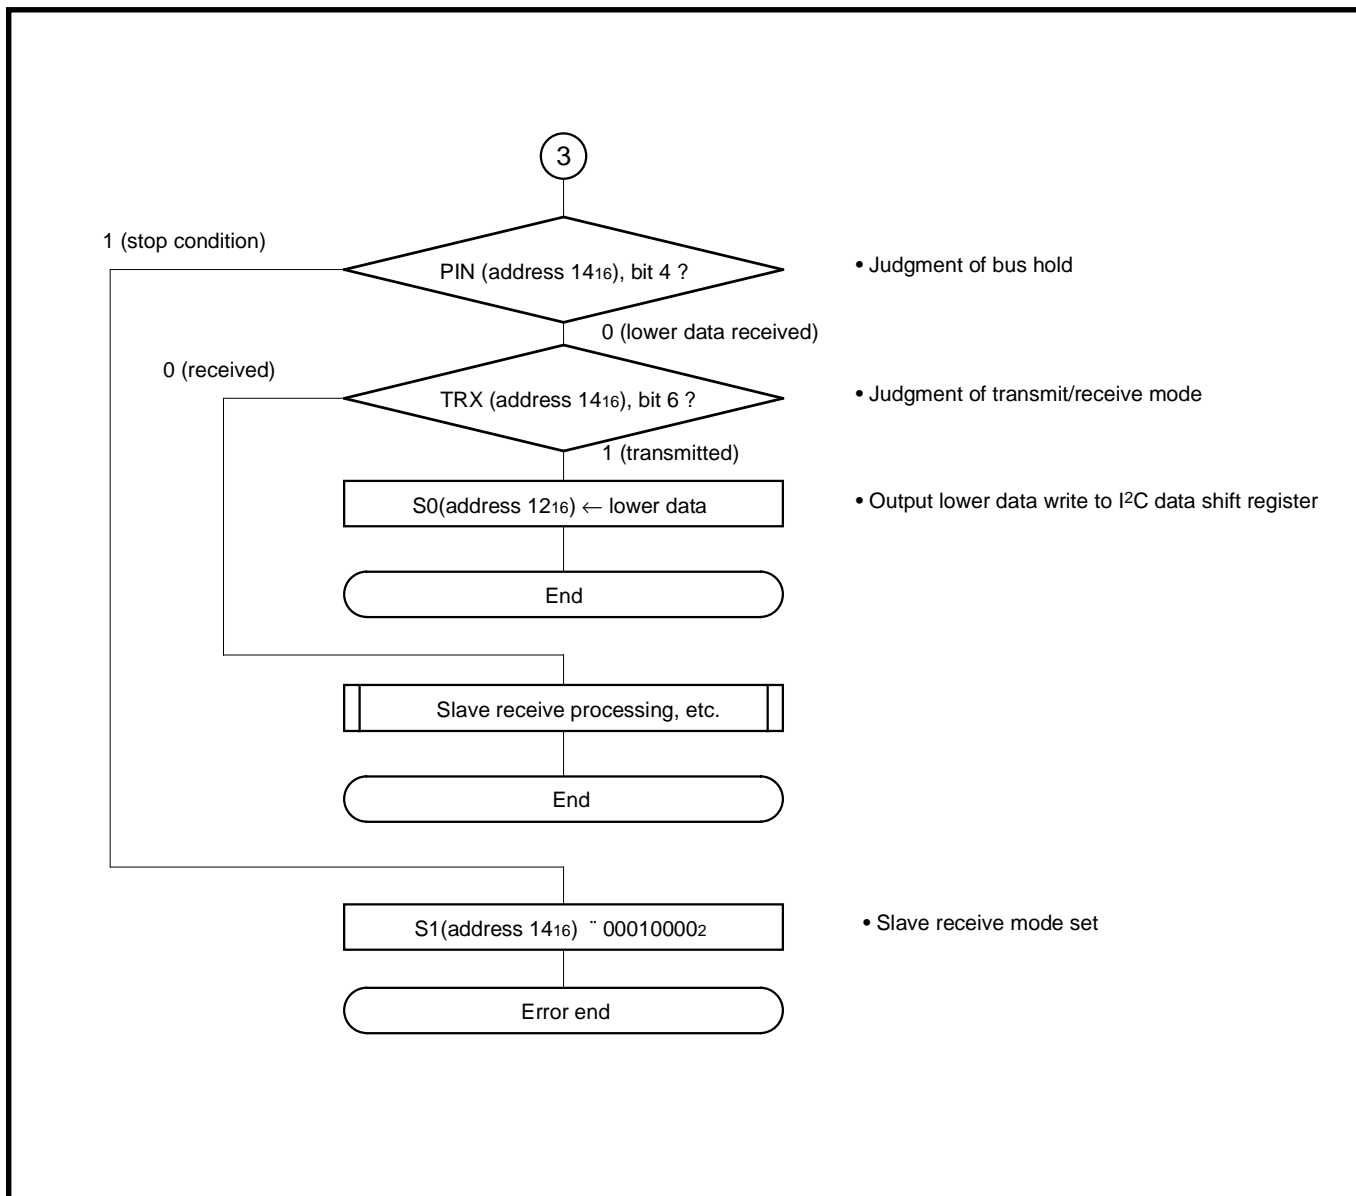 3
1 (stop condition)
PIN (address 1416), bit 4 ?
• Judgment of bus hold
0 (lower data received)
0 (received)
TRX (address 1416), bit 6 ?
• Judgment of transmit/receive mode
1 (transmitted)
S0(address 1216) ← lower data
• Output lower data write to I2C data shift register
End
Slave receive processing, etc.
End
S1(address 1416) ¨ 000100002
• Slave receive mode set
Error end